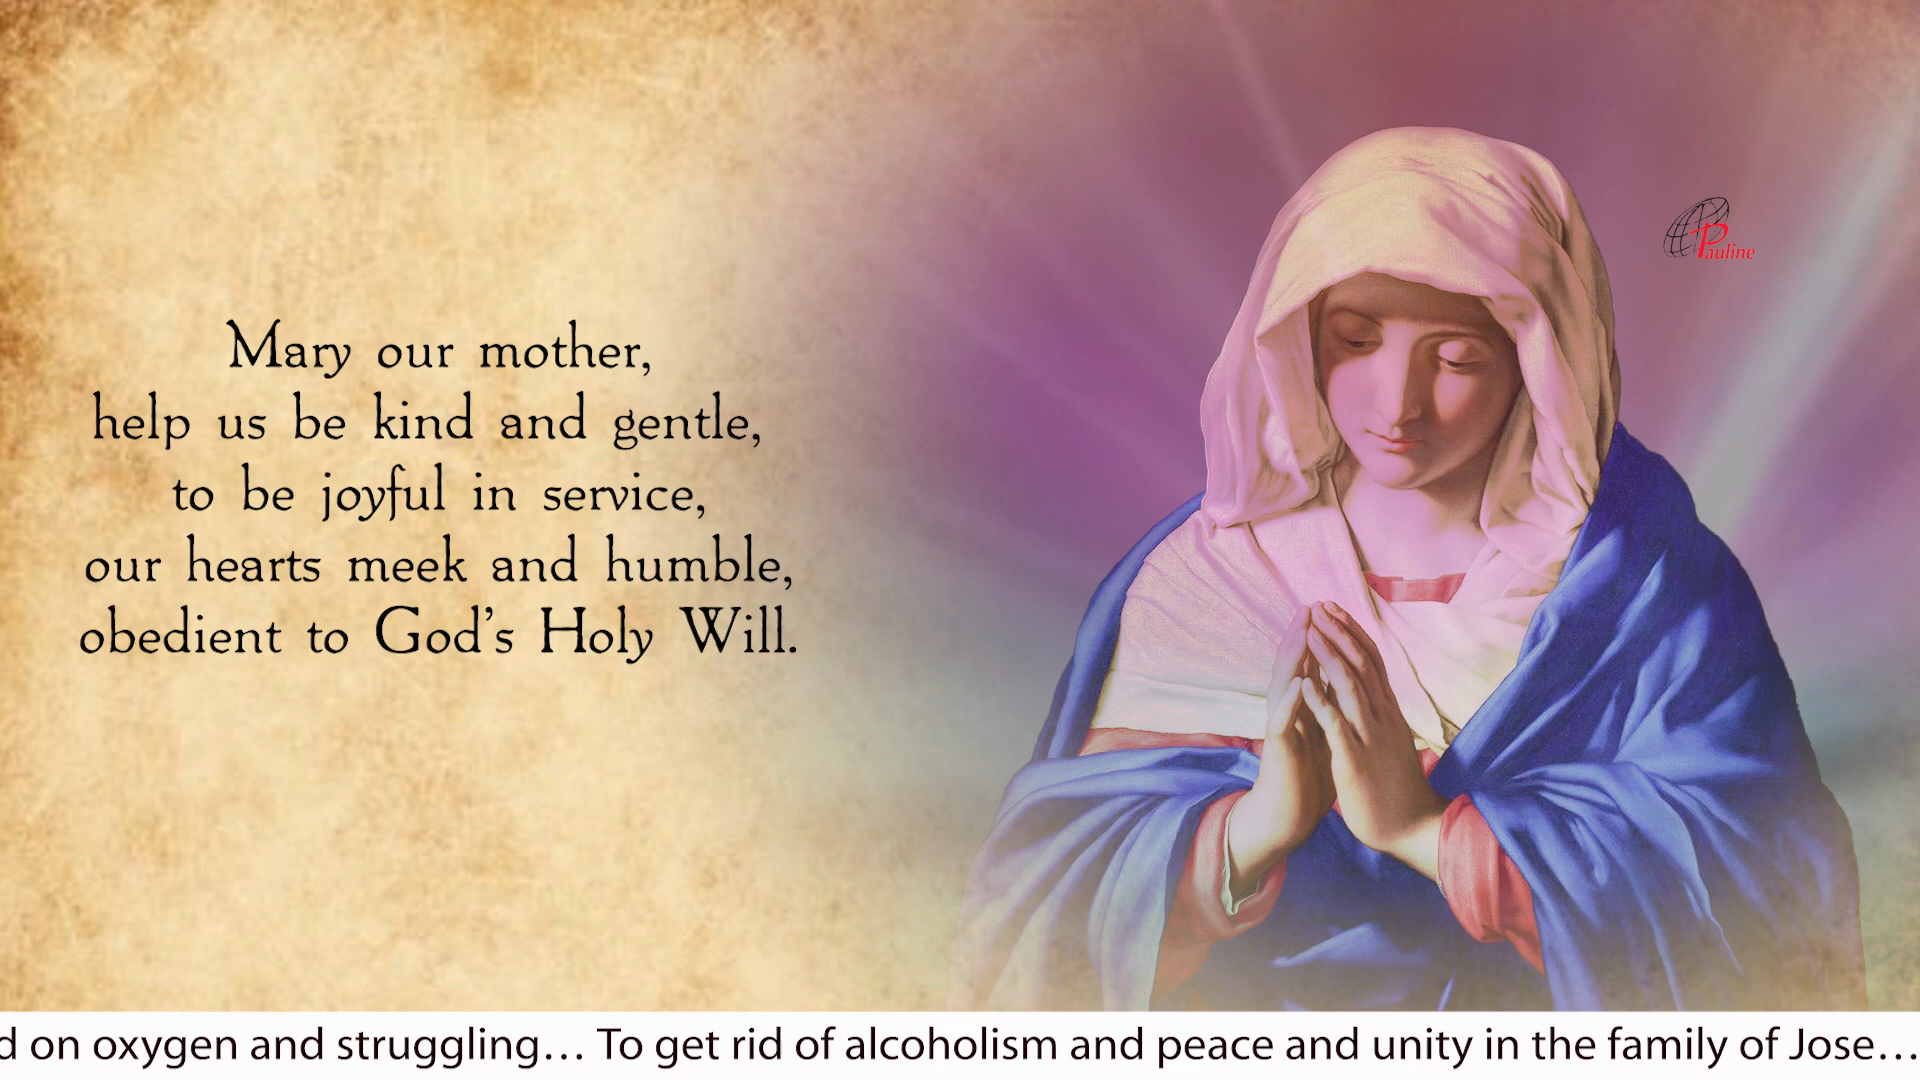 Mary our mother,
help us be kind and gentle,
to be joyful in service,
our hearts meek and humble,
obedient to God's Holy Will.
Pauline
d on oxygen and struggling... To get rid of alcoholism and peace and unity in the family of Jose...